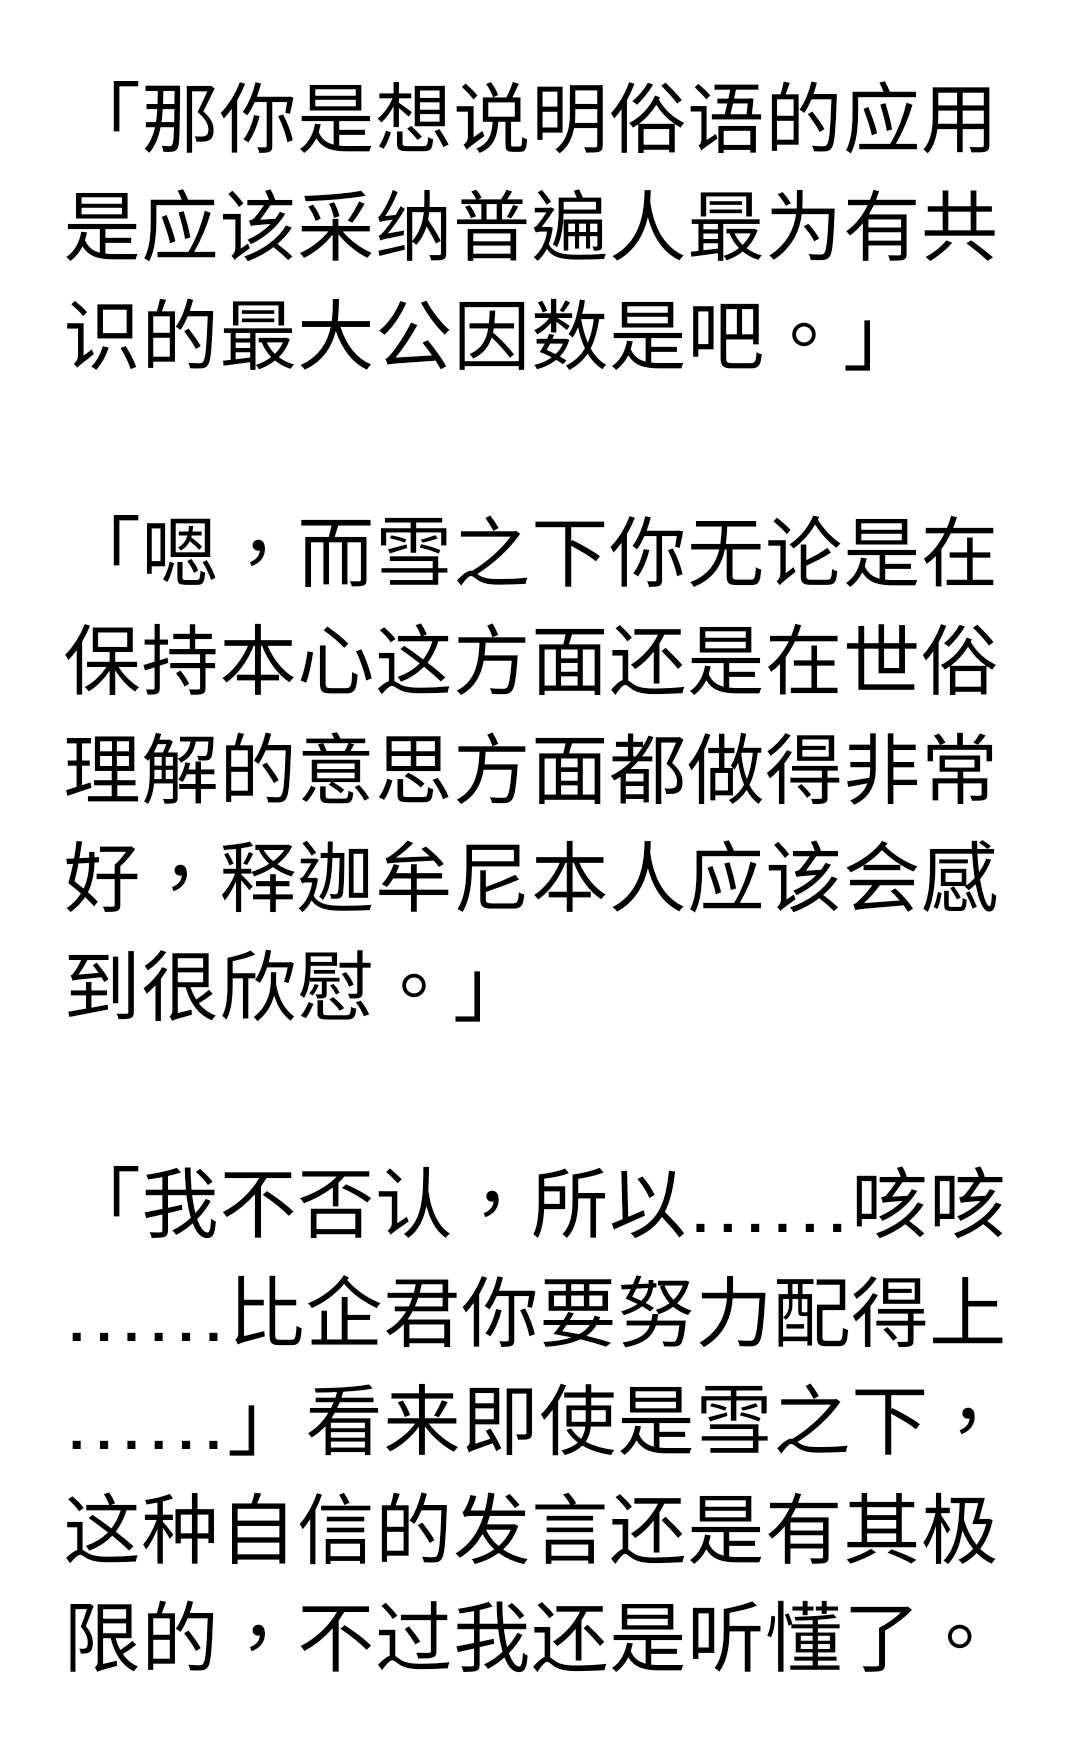 「那你是想说明俗语的应用
是应该采纳普遍人最为有共
识的最大公因数是吧。」
「嗯，而雪之下你无论是在
保持本心这方面还是在世俗
理解的意思方面都做得非常
好，释迦牟尼本人应该会感
到很欣慰。」
「我不否认，所以……咳咳
……比企君你要努力配得上
……」看来即使是雪之下，
这种自信的发言还是有其极
限的，不过我还是听懂了。